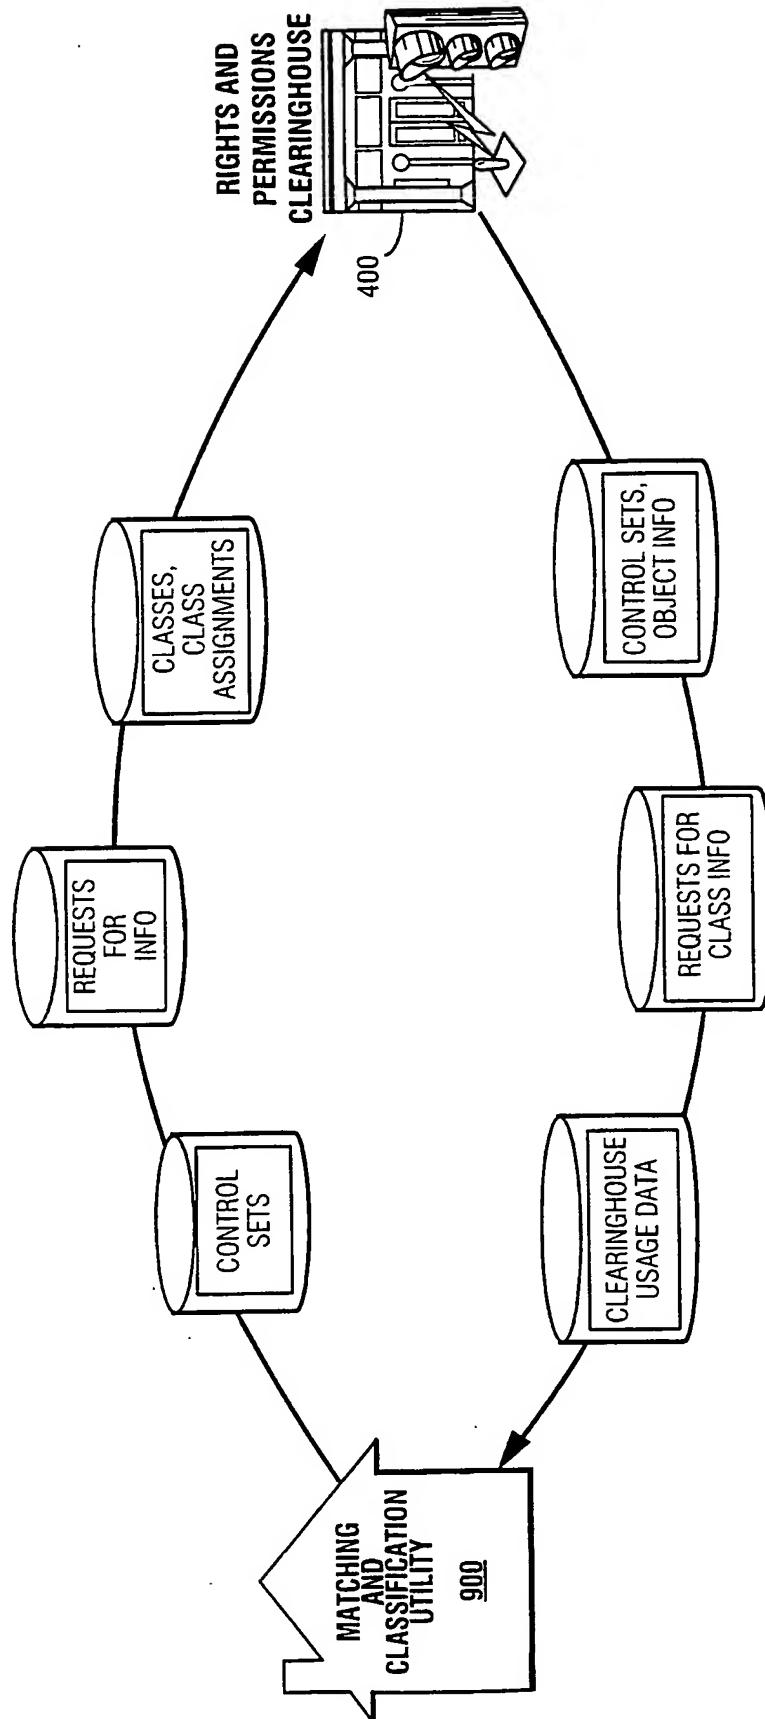 RIGHTS AND
PERMISSIONS
CLEARINGHOUSE
400
CLASSES,
CLASS
ASSIGNMENTS
REQUESTS
FOR
INFO
CONTROL
SETS
MATCHING
AND
CLASSIFICATION
UTILITY
900
CONTROL SETS,
OBJECT INFO
REQUESTS FOR
CLASS INFO
CLEARINGHOUSE
USAGE DATA